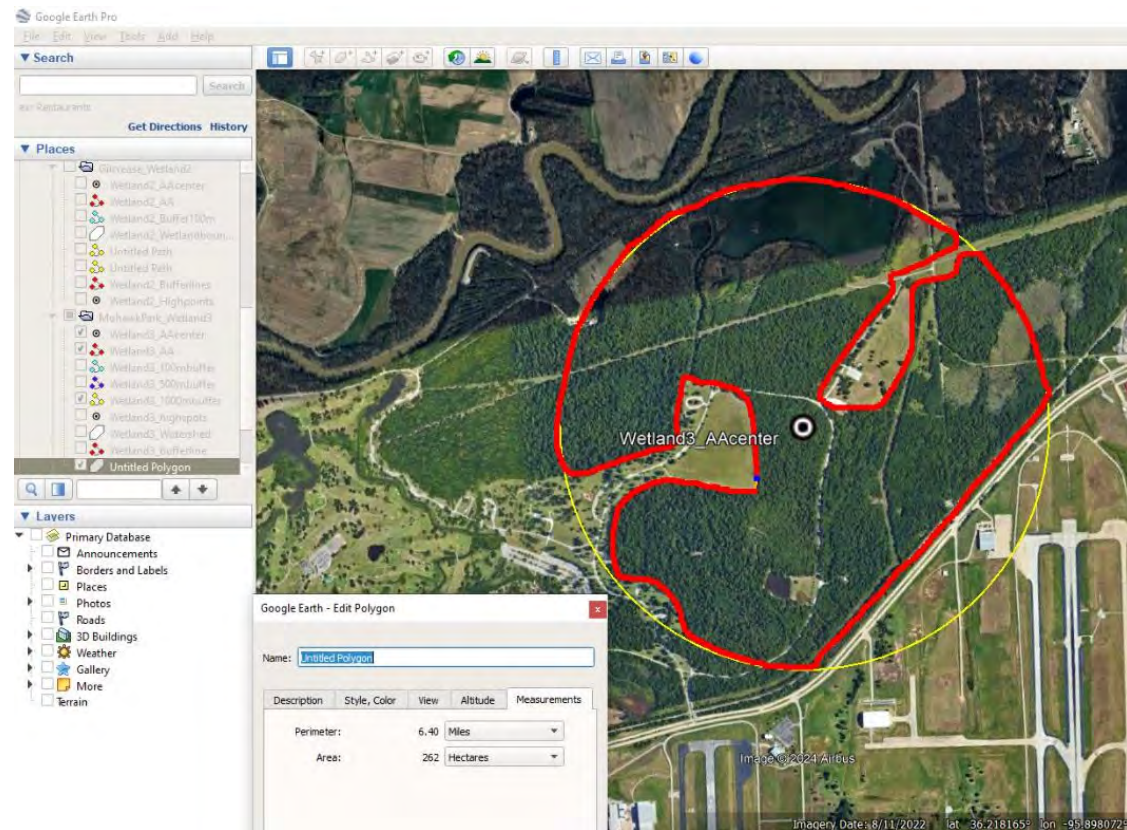 Google Earth Pro
File Edit View Tools Add Help
Search
Search
Get Directions History
Places
Wetland2_AAcenter
Wetland2_AA
Wetland2_Buffer100m
Wetland2_Wetlandboun...
Untitled Path
Untitled Path
Wetland2_Bufferlines
Wetland2_Highpoints
MohawkPark_Wetland3
Wetland3_AAcenter
Wetland3_AA
Wetland3_100mbuffer
Wetland3_500mbuffer
Wetland3_1000mbuffer
Wetland3_highspots
Wetland3_Watershed
Wetland3_bufferline
Untitled Polygon
Layers
Primary Database
Announcements
Borders and Labels
Places
Photos
Roads
3D Buildings
Weather
Gallery
More
Terrain
Wetland3_AAcenter
Google Earth - Edit Polygon
x
Name: Untitled Polygon
Description Style, Color View Altitude Measurements
Perimeter: 6.40 Miles
Area: 262 Hectares
Image © 2024 Airbus
Imagery Date: 8/11/2022 lat 36.218165° lon -95.8980729